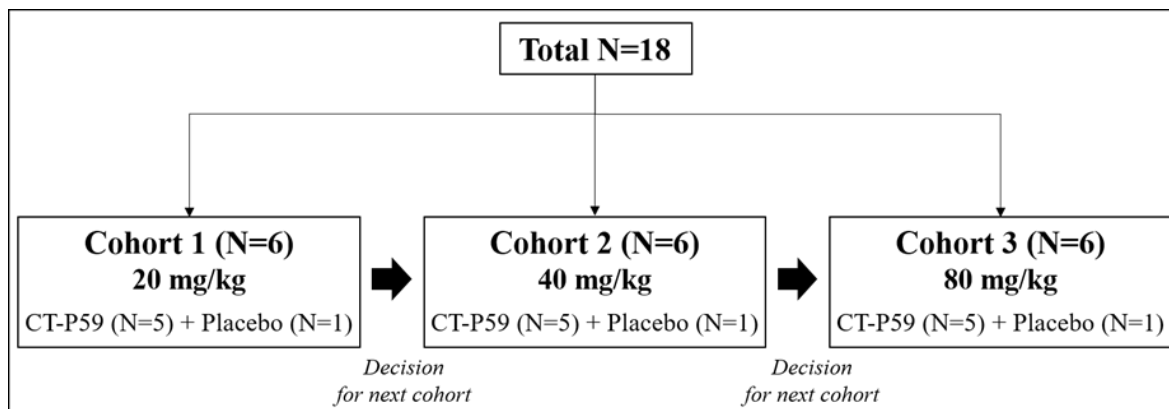 Total N=18
Cohort 1 (N=6)
20 mg/kg
CT-P59 (N=5) + Placebo (N=1)
Cohort 2 (N=6)
40 mg/kg
CT-P59 (N=5) + Placebo (N=1)
Cohort 3 (N=6)
80 mg/kg
CT-P59 (N=5) + Placebo (N=1)
Decision
for next cohort
Decision
for next cohort